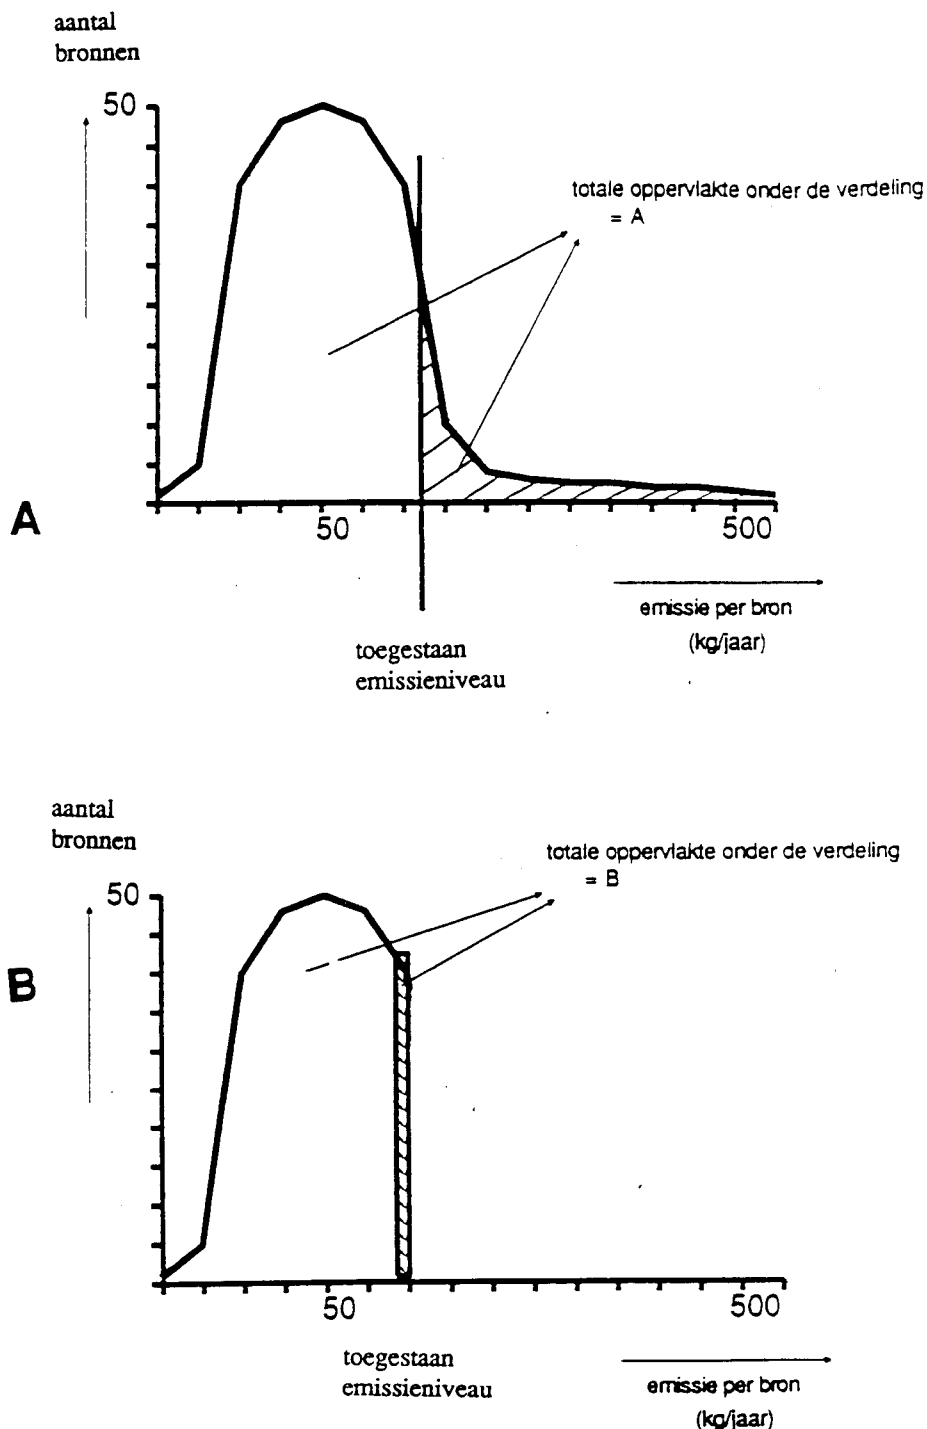 aantal
bronnen
50
totale oppervlakte onder de verdeling
= A
A
50
500
emissie per bron
(kg/jaar)
toegestaan
emissieniveau
aantal
bronnen
totale oppervlakte onder de verdeling
= B
50
B
50
500
toegestaan
emissieniveau
emissie per bron
(kg/jaar)